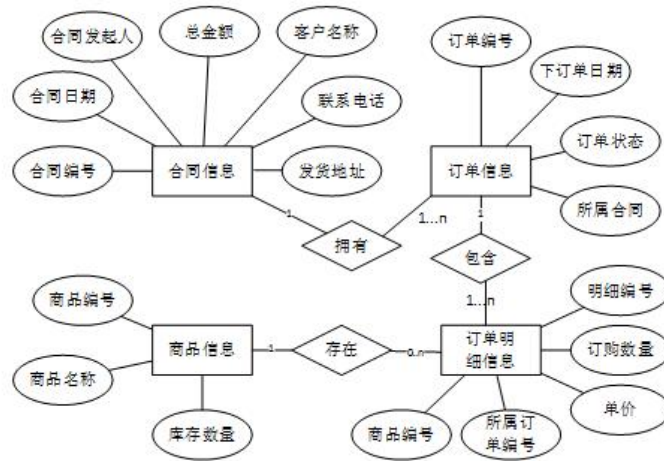 合同发起人
总金额
客户名称
订单编号
下订单日期
合同日期
联系电话
订单状态
合同编号
合同信息
发货地址
订单信息
所属合同
1
1...n
1
拥有
包含
商品编号
1...n
明细编号
商品信息
1
存在
0.n
订单明
细信息
订购数量
商品名称
单价
库存数量
商品编号
所属订
单编号